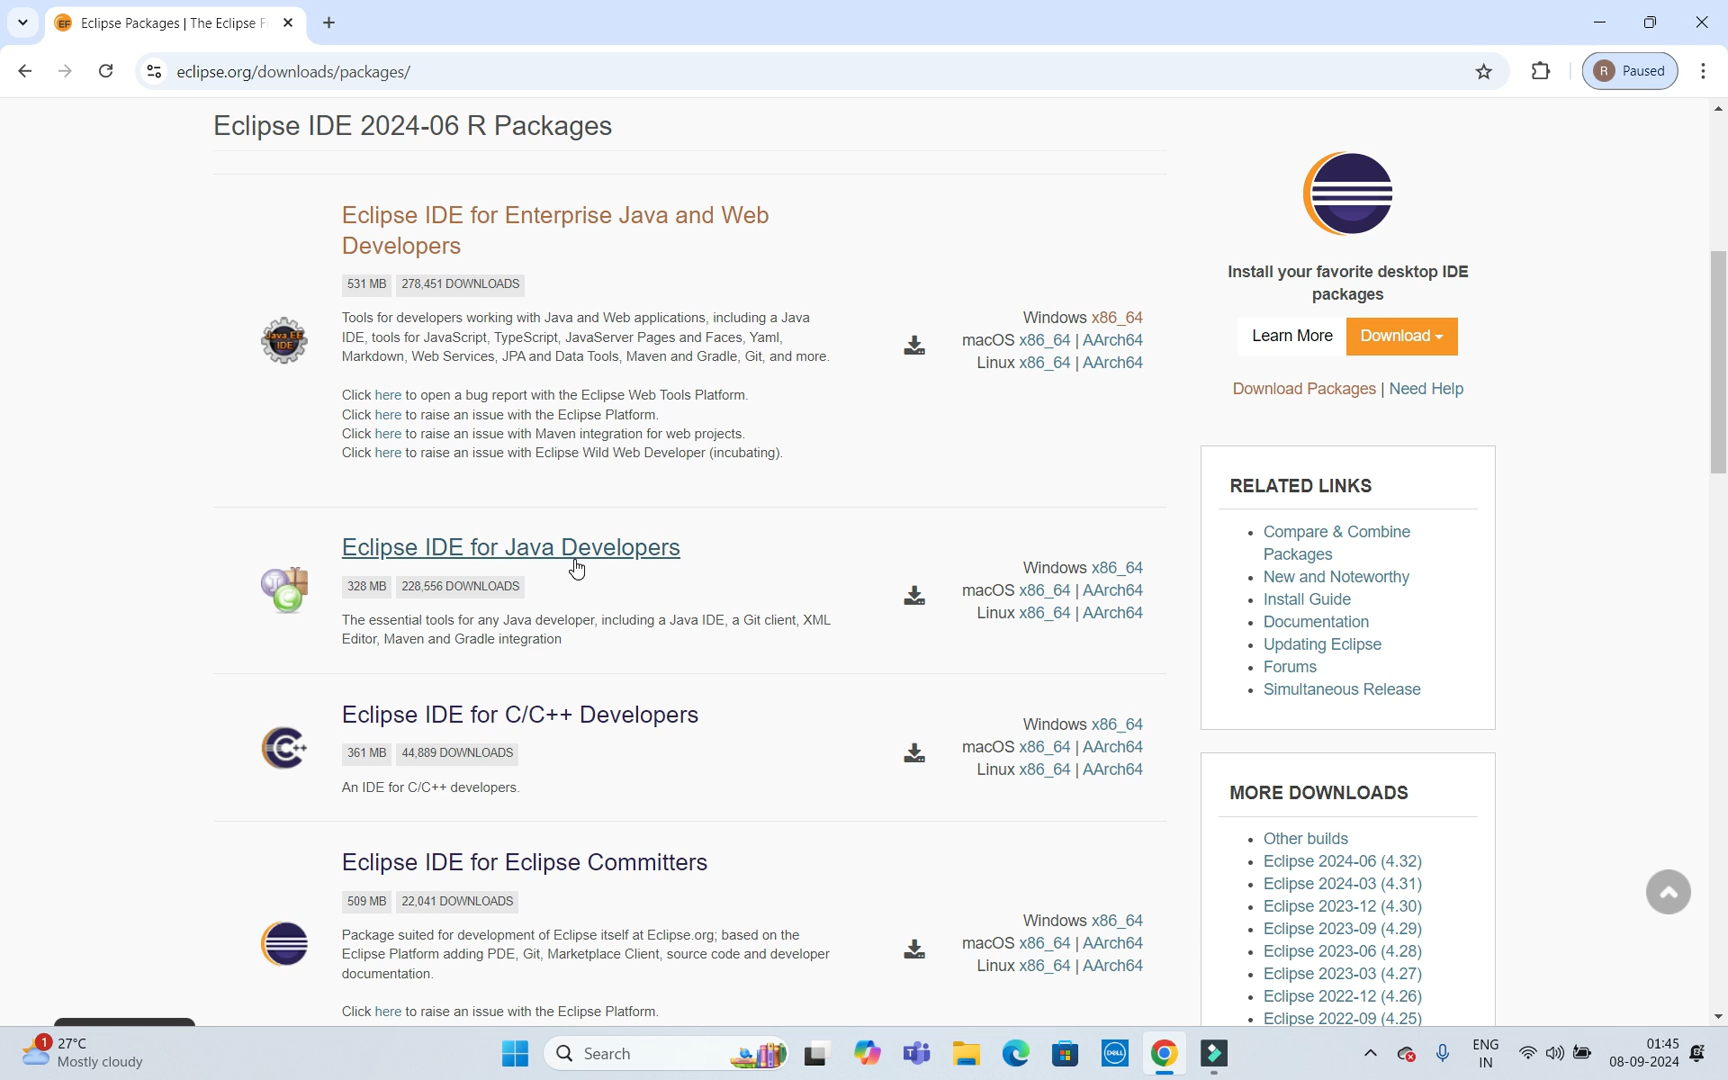 Eclipse Packages | The Eclipse F
eclipse.org/downloads/packages/
R Paused
Eclipse IDE 2024-06 R Packages
Eclipse IDE for Enterprise Java and Web
Developers
531 MB 278,451 DOWNLOADS
Java EE
IDE
Tools for developers working with Java and Web applications, including a Java
IDE, tools for JavaScript, TypeScript, JavaServer Pages and Faces, Yaml,
Markdown, Web Services, JPA and Data Tools, Maven and Gradle, Git, and more.
Click here to open a bug report with the Eclipse Web Tools Platform.
Click here to raise an issue with the Eclipse Platform.
Click here to raise an issue with Maven integration for web projects.
Click here to raise an issue with Eclipse Wild Web Developer (incubating).
Windows x86_64
macOS x86_64 | AArch64
Linux x86_64 | AArch64
Eclipse IDE for Java Developers
328 MB 228,556 DOWNLOADS
The essential tools for any Java developer, including a Java IDE, a Git client, XML
Editor, Maven and Gradle integration
Windows x86_64
macOS x86_64 | AArch64
Linux x86_64 | AArch64
Eclipse IDE for C/C++ Developers
361 MB 44,889 DOWNLOADS
C++
An IDE for C/C++ developers.
Windows x86_64
macOS x86_64 | AArch64
Linux x86_64 | AArch64
Eclipse IDE for Eclipse Committers
509 MB 22,041 DOWNLOADS
Package suited for development of Eclipse itself at Eclipse.org; based on the
Eclipse Platform adding PDE, Git, Marketplace Client, source code and developer
documentation.
Click here to raise an issue with the Eclipse Platform.
Windows x86_64
macOS x86_64 | AArch64
Linux x86_64 | AArch64
Install your favorite desktop IDE
packages
Learn More Download
Download Packages | Need Help
RELATED LINKS
Compare & Combine
Packages
New and Noteworthy
Install Guide
Documentation
Updating Eclipse
Forums
Simultaneous Release
MORE DOWNLOADS
Other builds
Eclipse 2024-06 (4.32)
Eclipse 2024-03 (4.31)
Eclipse 2023-12 (4.30)
Eclipse 2023-09 (4.29)
Eclipse 2023-06 (4.28)
Eclipse 2023-03 (4.27)
Eclipse 2022-12 (4.26)
Eclipse 2022-09 (4.25)
1
27°C
Mostly cloudy
Search
DELL
ENG
IN
01:45
08-09-2024